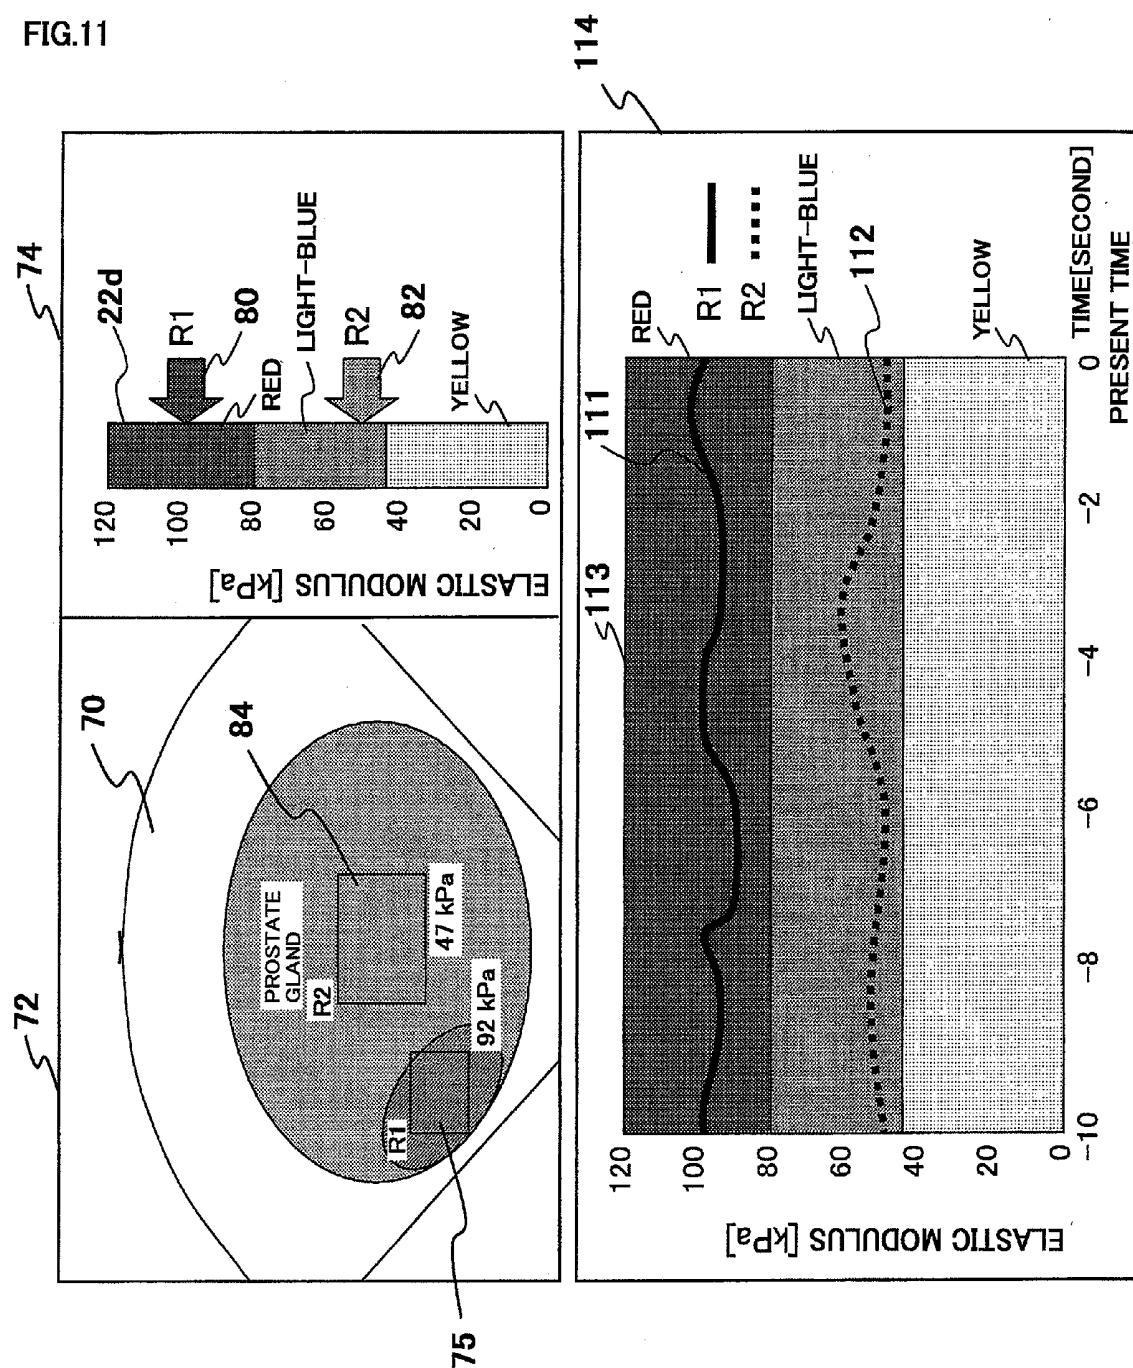 FIG.11
72
70
84
PROSTATE
GLAND
R2
47 kPa
R1
92 kPa
75
74
22d
R1
80
RED
LIGHT-BLUE
R2
82
YELLOW
120
100
80
60
40
20
0
ELASTIC MODULUS [kPa]
114
113
111
RED
R1
R2
LIGHT-BLUE
112
YELLOW
120
100
80
60
40
20
0
ELASTIC MODULUS [kPa]
-10
-8
-6
-4
-2
0
TIME[SECOND]
PRESENT TIME